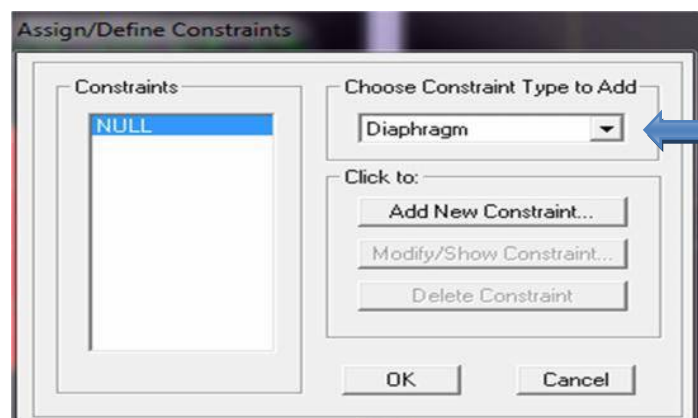 Assign/Define Constraints
Constraints
NULL
Choose Constraint Type to Add
Diaphragm
Click to:
Add New Constraint...
Modify/Show Constraint...
Delete Constraint
OK
Cancel